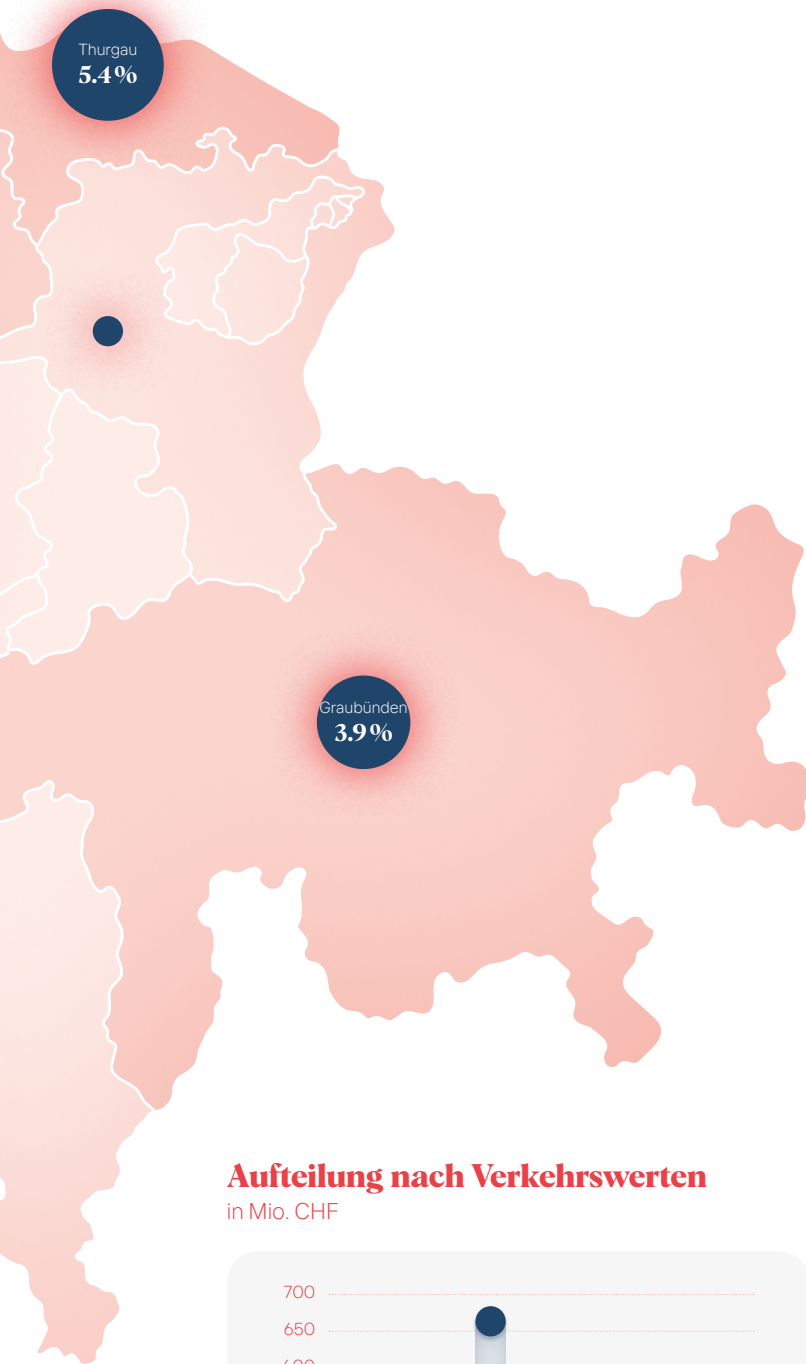 Thurgau
5.4 %
Graubünden
3.9 %
Aufteilung nach Verkehrswerten
in Mio. CHF
700
650